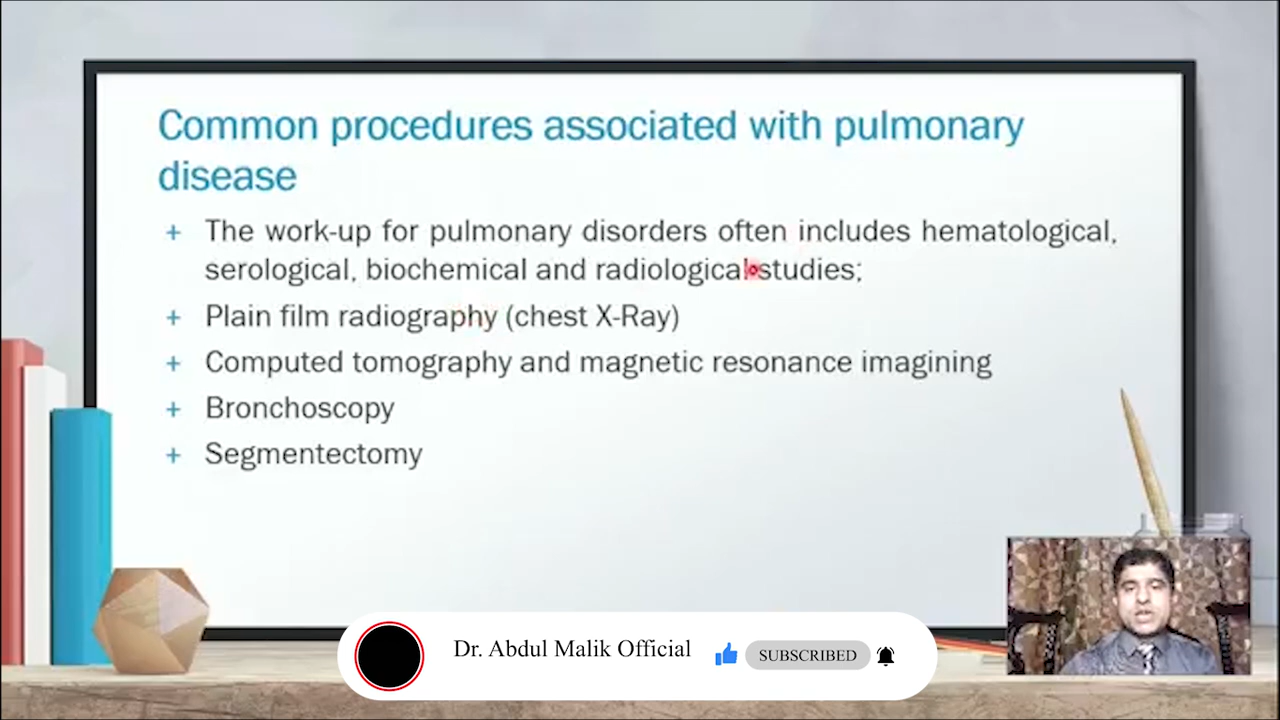 Common procedures associated with pulmonary
disease
+ The work-up for pulmonary disorders often includes hematological,
serological, biochemical and radiological studies;
+ Plain film radiography (chest X-Ray)
+ Computed tomography and magnetic resonance imagining
+ Bronchoscopy
+ Segmentectomy
Dr. Abdul Malik Official
SUBSCRIBED